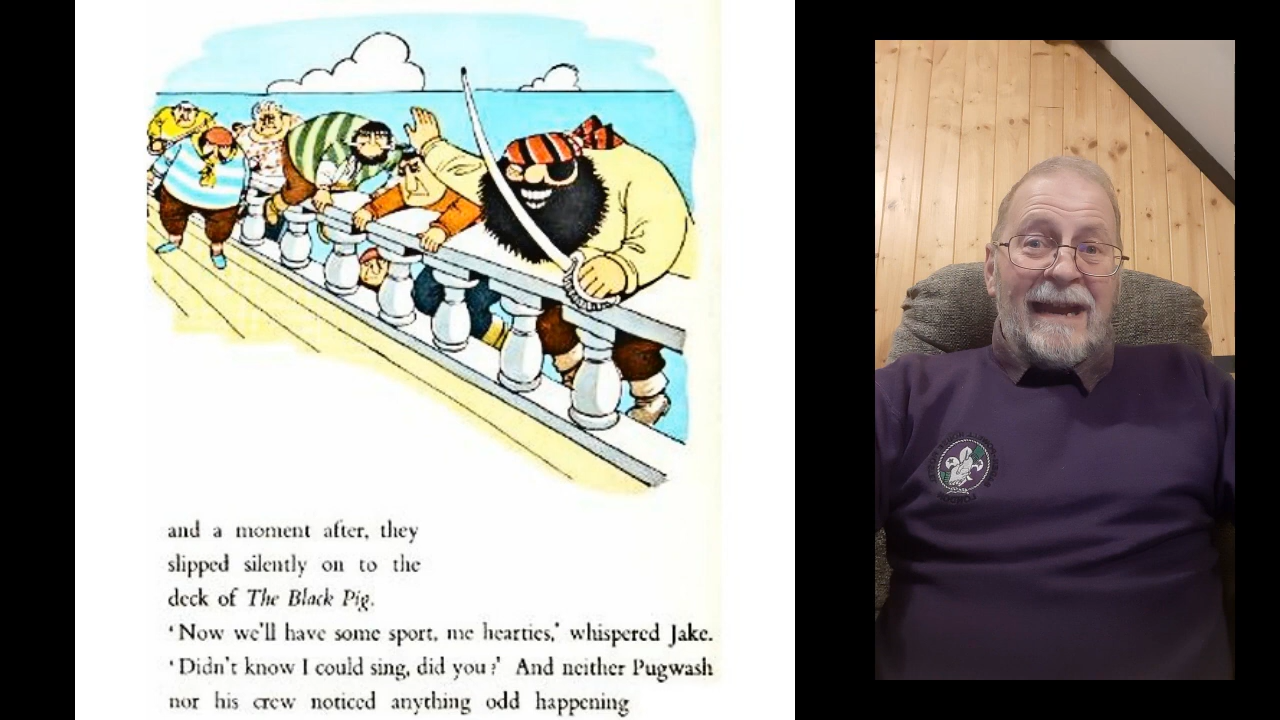 and a moment after, they
slipped silently on to the
deck of The Black Pig.
‘Now we'll have some sport, me hearties,’ whispered Jake.
‘Didn't know I could sing, did you?’ And neither Pugwash
nor his crew noticed anything odd happening